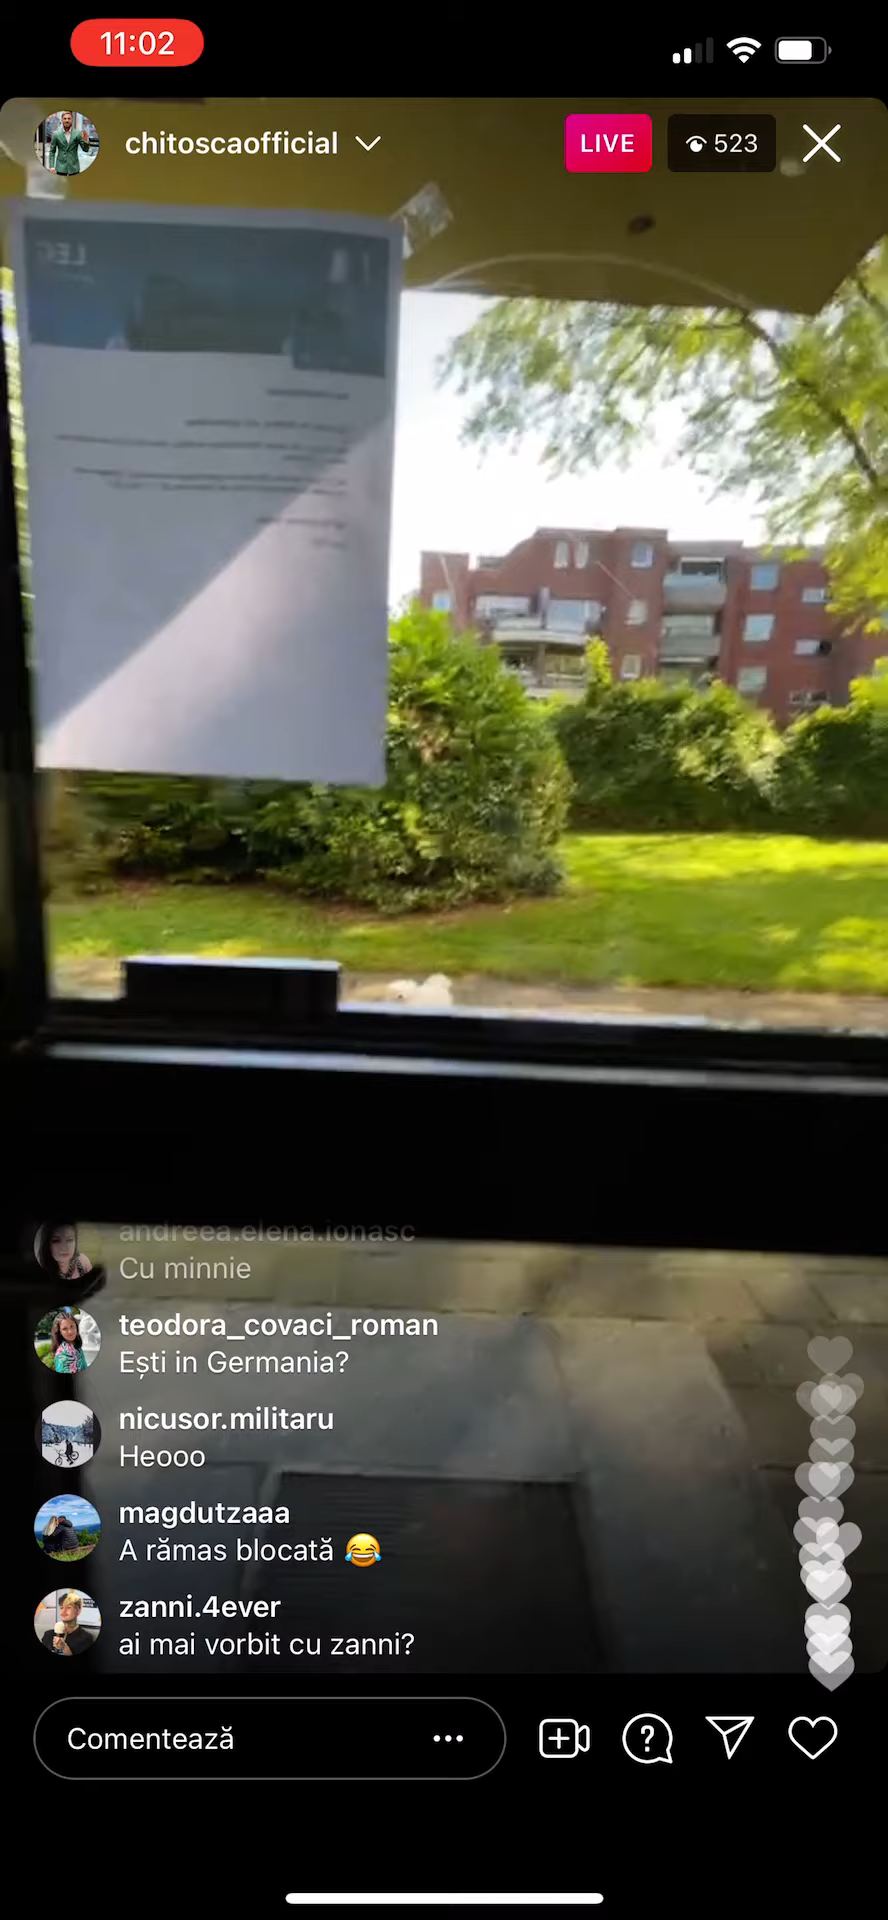 11:02
chitoscaofficial
LIVE
523
LEG
andreea.elena.ionasc
Cu minnie
teodora_covaci_roman
Ești in Germania?
nicusor.militaru
Heooo
magdutzaaa
A rămas blocată 😂
zanni.4ever
ai mai vorbit cu zanni?
Comentează